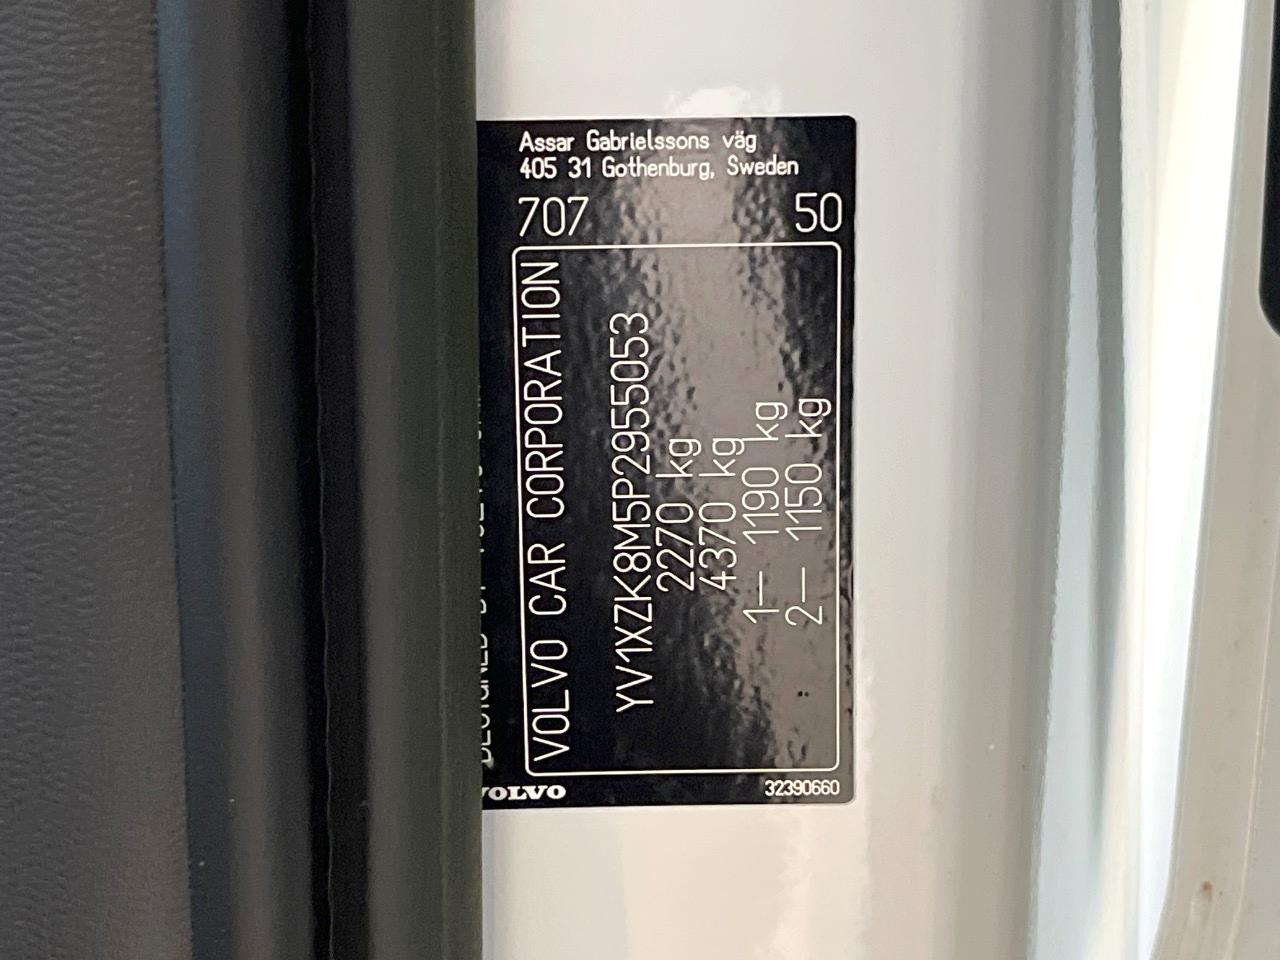 Assar Gabrielssons väg
405 31 Gothenburg, Sweden
707 50
VOLVO CAR CORPORATION
YV1XZK8M5P2955053
2270 kg
4370 kg
1— 1190 kg
2— 1150 kg
VOLVO 32390660